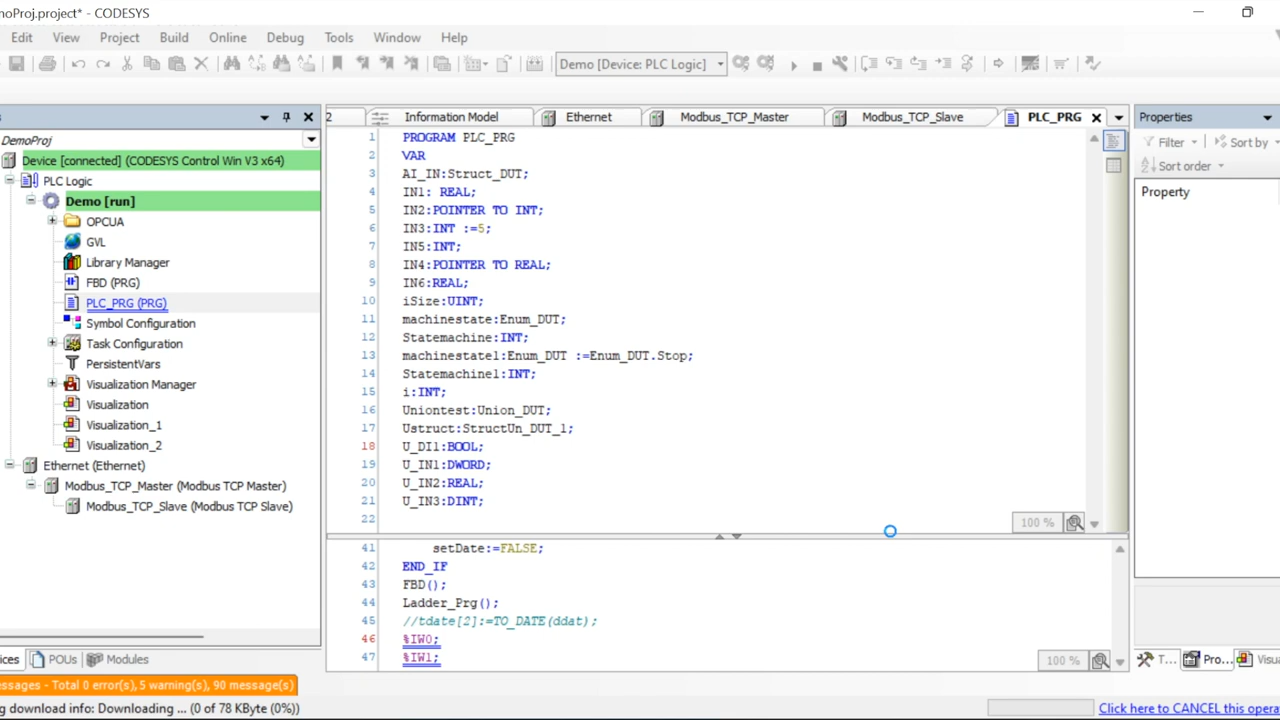 noProj.project* - CODESYS
Edit View Project Build Online Debug Tools Window Help
Demo [Device: PLC Logic]
DemoProj
Device [connected] (CODESYS Control Win V3 x64)
PLC Logic
Demo [run]
OPCUA
GVL
Library Manager
FBD (PRG)
PLC_PRG (PRG)
Symbol Configuration
Task Configuration
PersistentVars
Visualization Manager
Visualization
Visualization_1
Visualization_2
Ethernet (Ethernet)
Modbus_TCP_Master (Modbus TCP Master)
Modbus_TCP_Slave (Modbus TCP Slave)
ices POUs Modules
2 Information Model Ethernet Modbus_TCP_Master Modbus_TCP_Slave PLC_PRG
1 PROGRAM PLC_PRG
2 VAR
3 AI_IN:Struct_DUT;
4 IN1: REAL;
5 IN2:POINTER TO INT;
6 IN3:INT :=5;
7 IN5:INT;
8 IN4:POINTER TO REAL;
9 IN6:REAL;
10 iSize:UINT;
11 machinestate:Enum_DUT;
12 Statemachine:INT;
13 machinestate1:Enum_DUT :=Enum_DUT.Stop;
14 Statemachine1:INT;
15 i:INT;
16 Uniontest:Union_DUT;
17 Ustruct:StructUn_DUT_1;
18 U_DI1:BOOL;
19 U_IN1:DWORD;
20 U_IN2:REAL;
21 U_IN3:DINT;
22
100 %
41 setDate:=FALSE;
42 END_IF
43 FBD();
44 Ladder_Prg();
45 //tdate[2]:=TO_DATE(ddat);
46 %IW0;
47 %IW1;
100 %
Properties
Filter Sort by
Sort order
Property
T... Pro... Visua
essages - Total 0 error(s), 5 warning(s), 90 message(s)
g download info: Downloading ... (0 of 78 KByte (0%))
Click here to CANCEL this opera